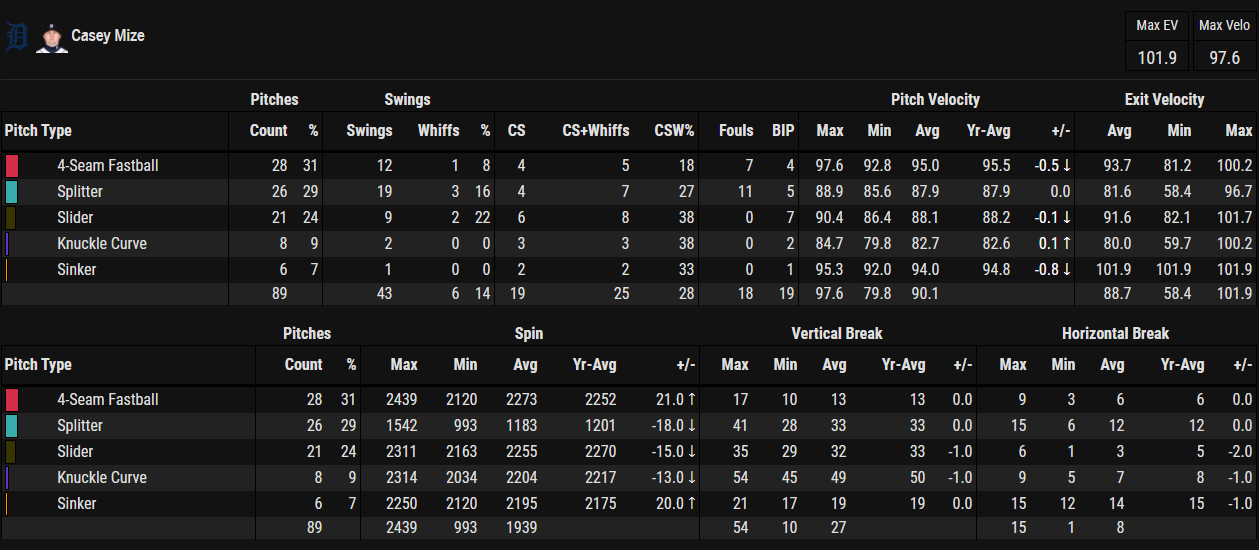 D
Casey Mize
Max EV Max Velo
101.9 97.6
Pitches Swings Pitch Velocity Exit Velocity
Pitch Type Count % Swings Whiffs % CS CS+Whiffs CSW% Fouls BIP Max Min Avg Yr-Avg +/- Avg Min Max
4-Seam Fastball 28 31 12 1 8 4 5 18 7 4 97.6 92.8 95.0 95.5 -0.5 ↓ 93.7 81.2 100.2
Splitter 26 29 19 3 16 4 7 27 11 5 88.9 85.6 87.9 87.9 0.0 81.6 58.4 96.7
Slider 21 24 9 2 22 6 8 38 0 7 90.4 86.4 88.1 88.2 -0.1 ↓ 91.6 82.1 101.7
Knuckle Curve 8 9 2 0 0 3 3 38 0 2 84.7 79.8 82.7 82.6 0.1 ↑ 80.0 59.7 100.2
Sinker 6 7 1 0 0 2 2 33 0 1 95.3 92.0 94.0 94.8 -0.8 ↓ 101.9 101.9 101.9
89 43 6 14 19 25 28 18 19 97.6 79.8 90.1 88.7 58.4 101.9
Pitches Spin Vertical Break Horizontal Break
Pitch Type Count % Max Min Avg Yr-Avg +/- Max Min Avg Yr-Avg +/- Max Min Avg Yr-Avg +/-
4-Seam Fastball 28 31 2439 2120 2273 2252 21.0 ↑ 17 10 13 13 0.0 9 3 6 6 0.0
Splitter 26 29 1542 993 1183 1201 -18.0 ↓ 41 28 33 33 0.0 15 6 12 12 0.0
Slider 21 24 2311 2163 2255 2270 -15.0 ↓ 35 29 32 33 -1.0 6 1 3 5 -2.0
Knuckle Curve 8 9 2314 2034 2204 2217 -13.0 ↓ 54 45 49 50 -1.0 9 5 7 8 -1.0
Sinker 6 7 2250 2120 2195 2175 20.0 ↑ 21 17 19 19 0.0 15 12 14 15 -1.0
89 2439 993 1939 54 10 27 15 1 8